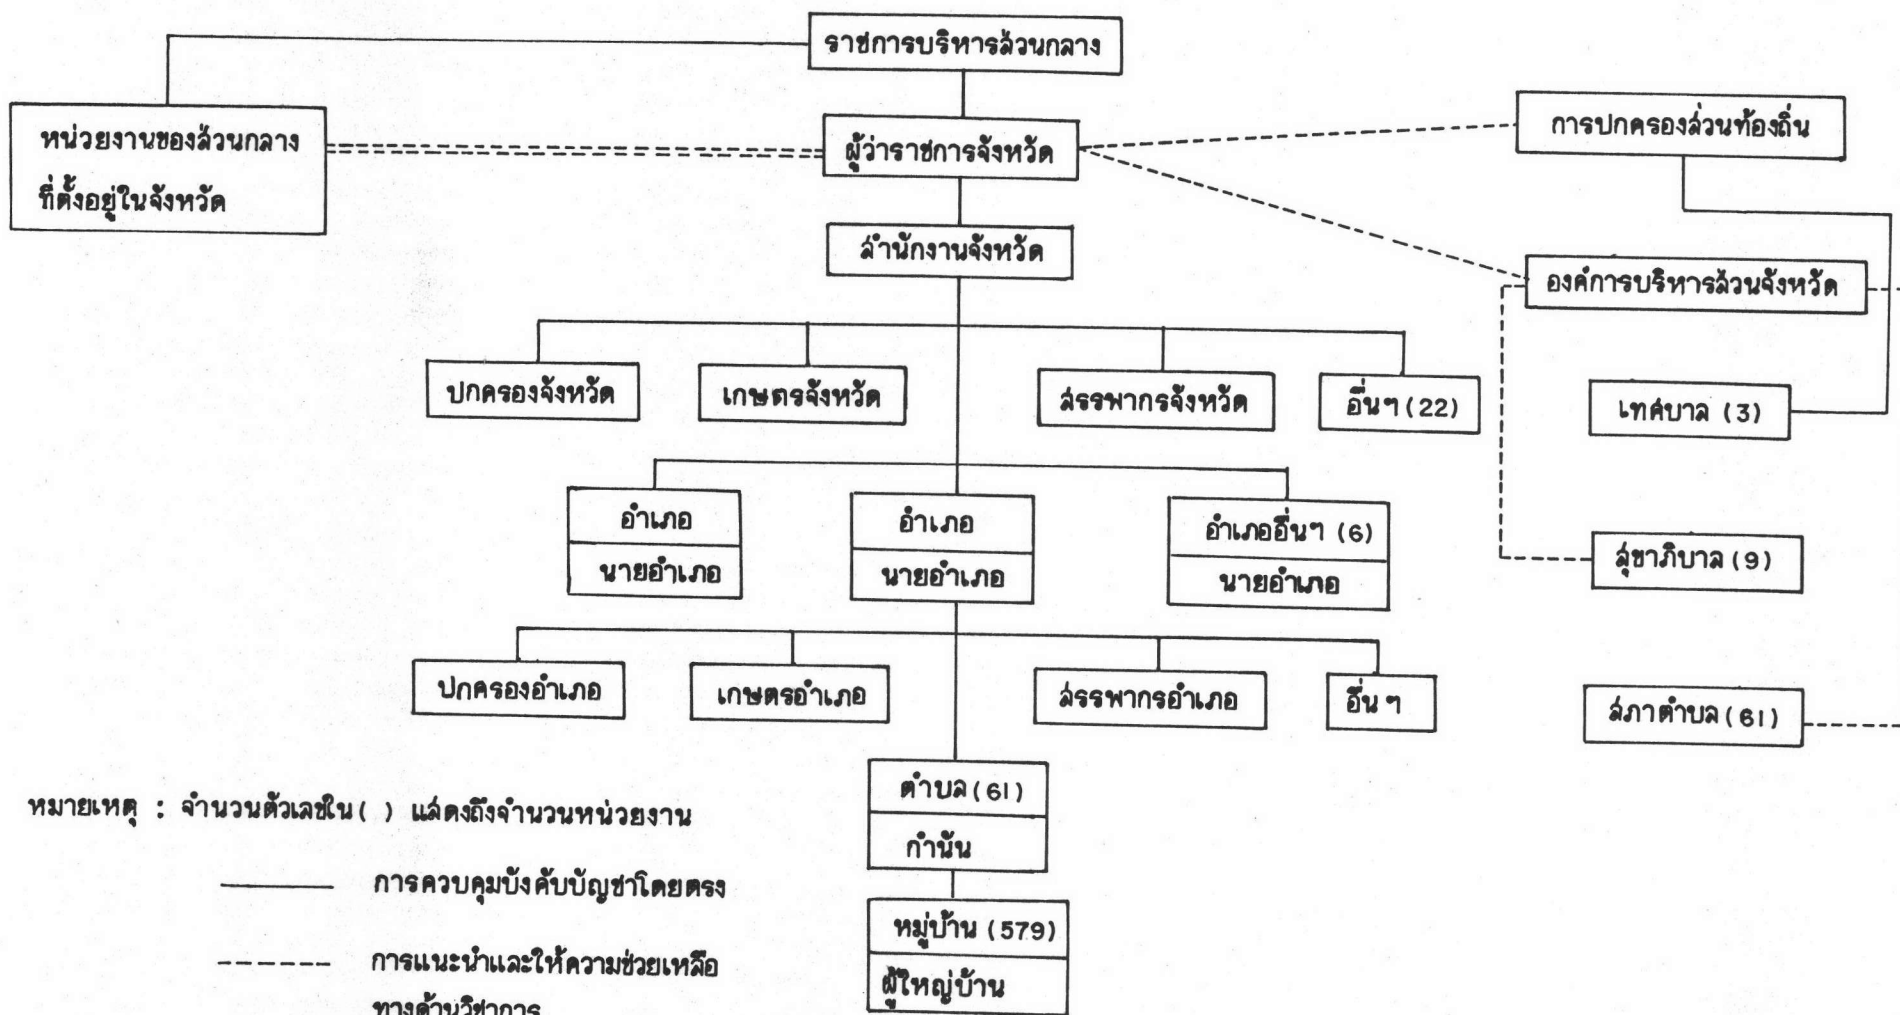 ราชการบริหารส่วนกลาง
หน่วยงานของส่วนกลาง
ที่ตั้งอยู่ในจังหวัด
ผู้ว่าราชการจังหวัด
การปกครองส่วนท้องถิ่น
สำนักงานจังหวัด
องค์การบริหารส่วนจังหวัด
ปกครองจังหวัด
เกษตรจังหวัด
สรรพากรจังหวัด
อื่นๆ (22)
เทศบาล (3)
อำเภอ
นายอำเภอ
อำเภอ
นายอำเภอ
อำเภออื่นๆ (6)
นายอำเภอ
สุขาภิบาล (9)
ปกครองอำเภอ
เกษตรอำเภอ
สรรพากรอำเภอ
อื่น ๆ
สภาตำบล (61)
ตำบล (61)
กำนัน
หมู่บ้าน (579)
ผู้ใหญ่บ้าน
หมายเหตุ : จำนวนตัวเลขใน ( ) แสดงถึงจำนวนหน่วยงาน
การควบคุมบังคับบัญชาโดยตรง
การแนะนำและให้ความช่วยเหลือ
ทางด้านวิชาการ